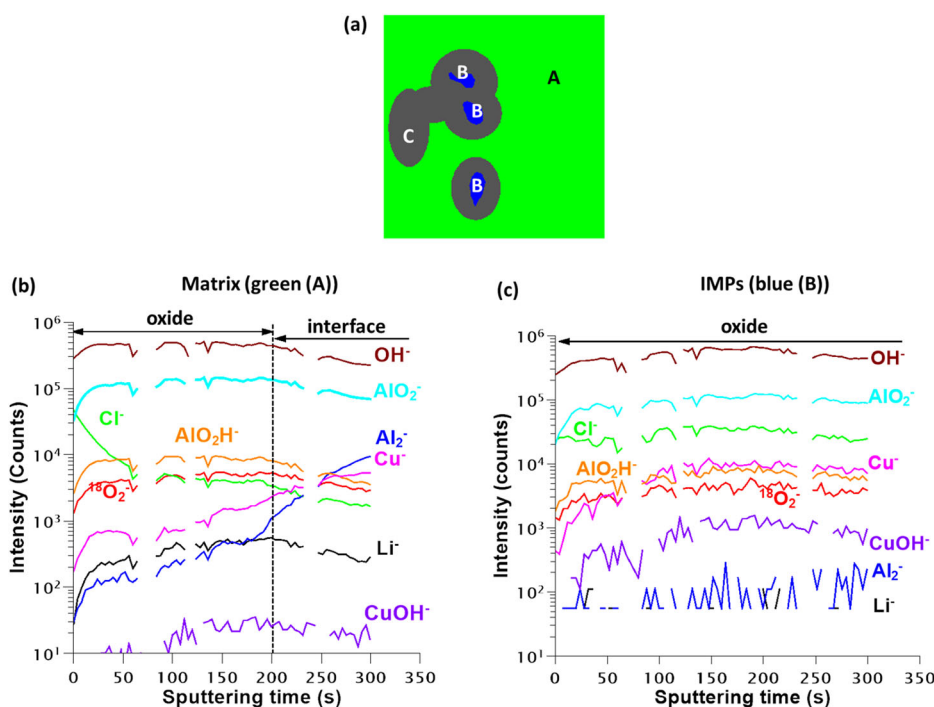 (a)
B
A
B
C
B
(b)
Matrix (green (A))
oxide
interface
10⁶
OH⁻
10⁵
AlO₂⁻
Cl⁻
AlO₂H⁻
Al₂⁻
10⁴
Cu⁻
¹⁸O₂⁻
10³
Li⁻
10²
CuOH⁻
10¹
0 50 100 150 200 250 300 350
Sputtering time (s)
Intensity (Counts)
(c)
IMPs (blue (B))
oxide
10⁶
OH⁻
10⁵
AlO₂⁻
Cl⁻
10⁴
Cu⁻
AlO₂H⁻
¹⁸O₂⁻
10³
CuOH⁻
Al₂⁻
10²
Li⁻
10¹
0 50 100 150 200 250 300 350
Sputtering time (s)
Intensity (counts)